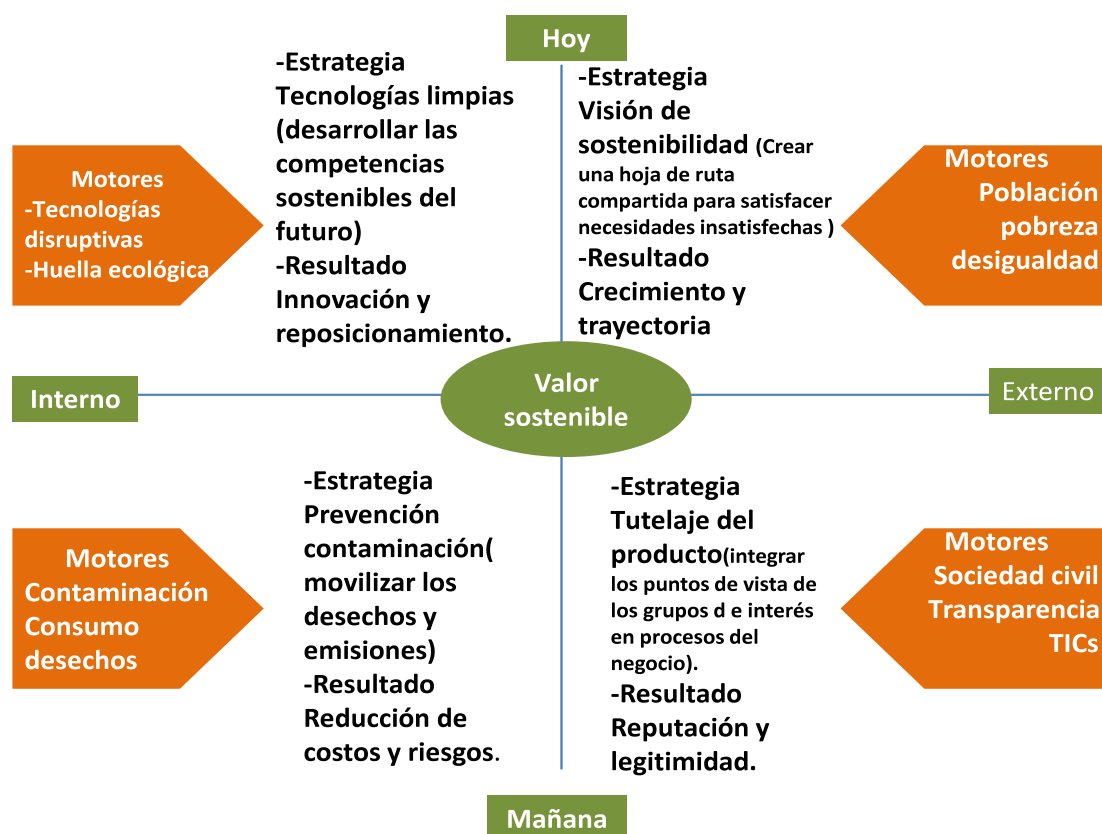 Hoy
-Estrategia
Tecnologías limpias
(desarrollar las
competencias
sostenibles del
futuro)
-Resultado
Innovación y
reposicionamiento.
-Estrategia
Visión de
sostenibilidad (Crear
una hoja de ruta
compartida para satisfacer
necesidades insatisfechas )
-Resultado
Crecimiento y
trayectoria
Motores
-Tecnologías
disruptivas
-Huella ecológica
Motores
Población
pobreza
desigualdad
Interno
Valor
sostenible
Externo
Motores
Contaminación
Consumo
desechos
-Estrategia
Prevención
contaminación(
movilizar los
desechos y
emisiones)
-Resultado
Reducción de
costos y riesgos.
-Estrategia
Tutelaje del
producto(integrar
los puntos de vista de
los grupos d e interés
en procesos del
negocio).
-Resultado
Reputación y
legitimidad.
Motores
Sociedad civil
Transparencia
TICs
Mañana